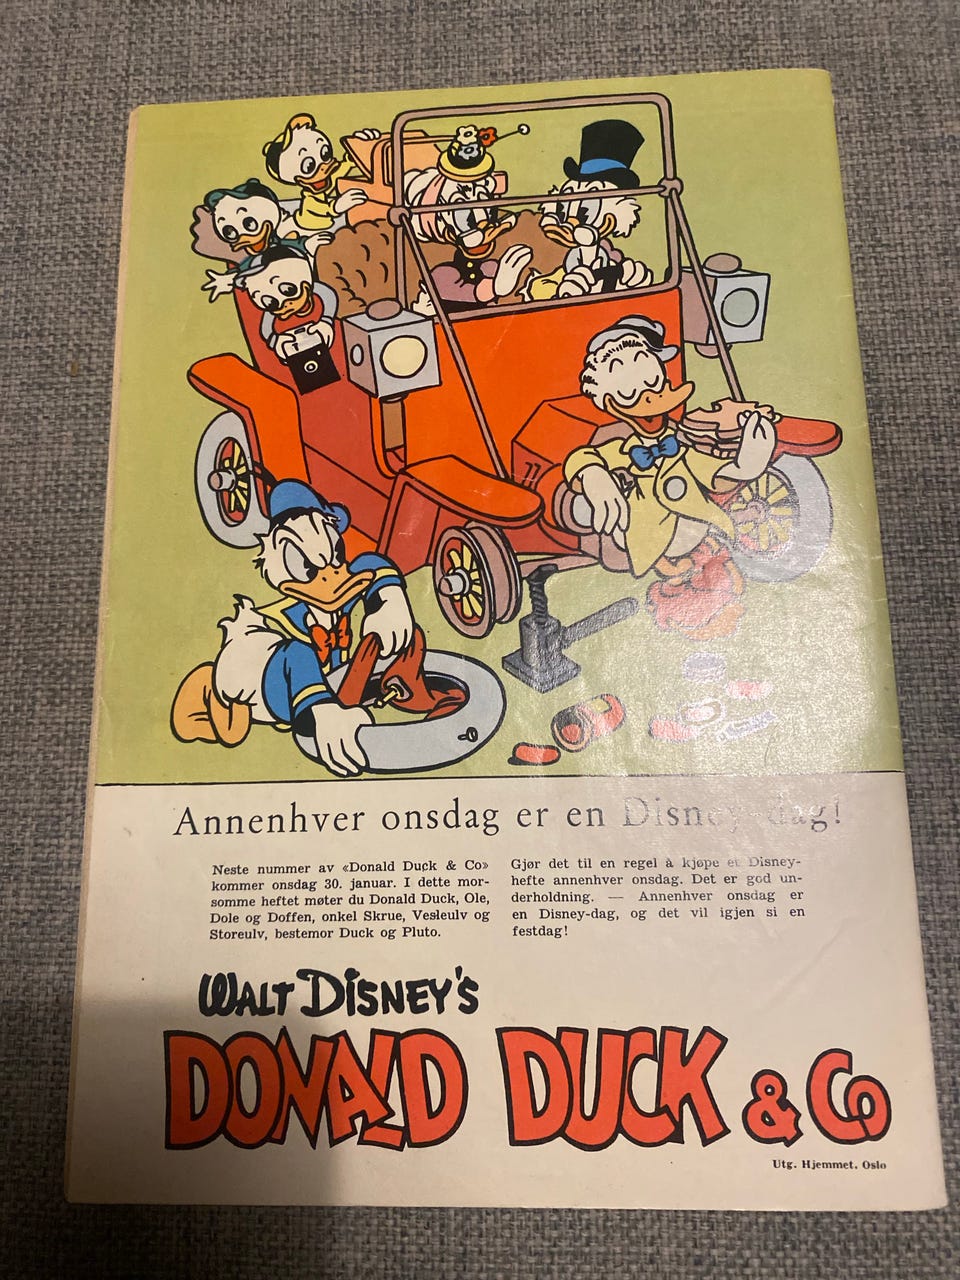 Annenhver onsdag er en Disney-dag!
Neste nummer av «Donald Duck & Co»
kommer onsdag 30. januar. I dette mor-
somme heftet møter du Donald Duck, Ole,
Dole og Doffen, onkel Skrue, Vesleulv og
Storeulv, bestemor Duck og Pluto.
Gjør det til en regel å kjøpe et Disney-
hefte annenhver onsdag. Det er god un-
derholdning. — Annenhver onsdag er
en Disney-dag, og det vil igjen si en
festdag!
WALT DISNEY'S
DONALD DUCK & Co
Utg. Hjemmet, Oslo